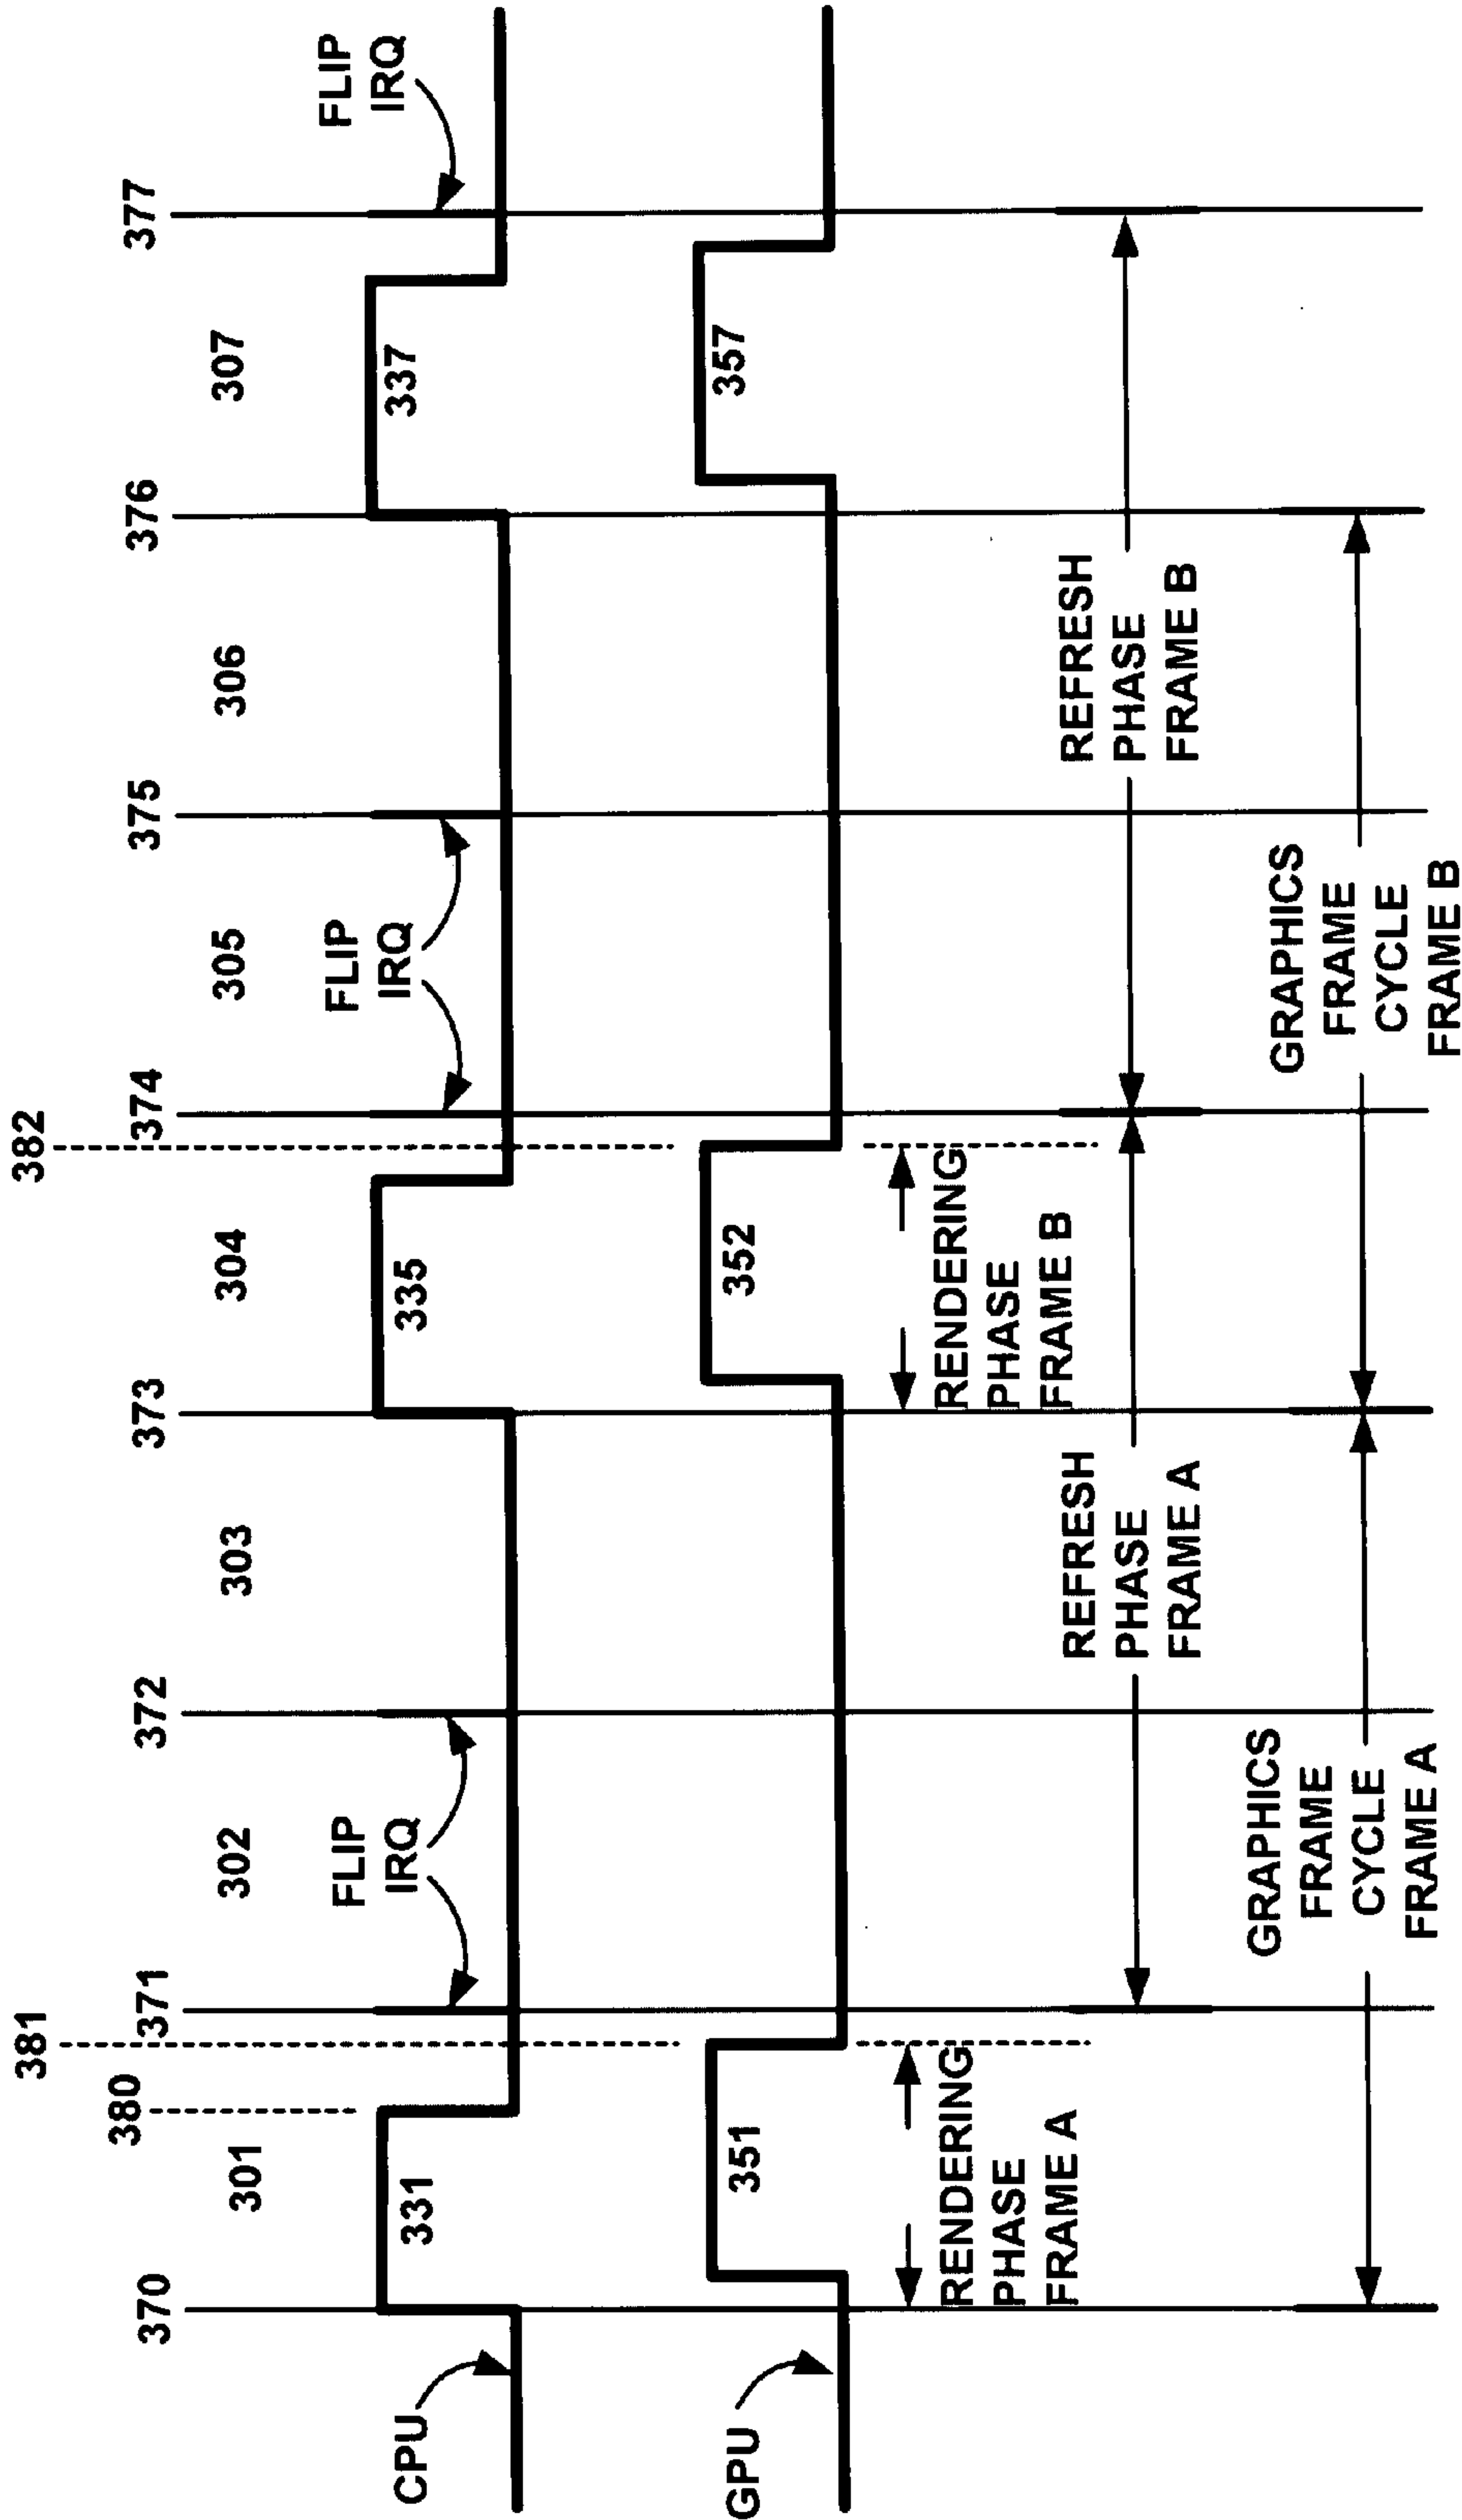 381
382
380
370
371
372
373
374
375
376
377
301
302
303
304
305
306
307
FLIP
IRQ
FLIP
IRQ
FLIP
IRQ
CPU
331
335
337
GPU
351
352
357
RENDERING
PHASE
FRAME A
RENDERING
PHASE
FRAME B
REFRESH
PHASE
FRAME A
REFRESH
PHASE
FRAME B
GRAPHICS
FRAME
CYCLE
FRAME A
GRAPHICS
FRAME
CYCLE
FRAME B